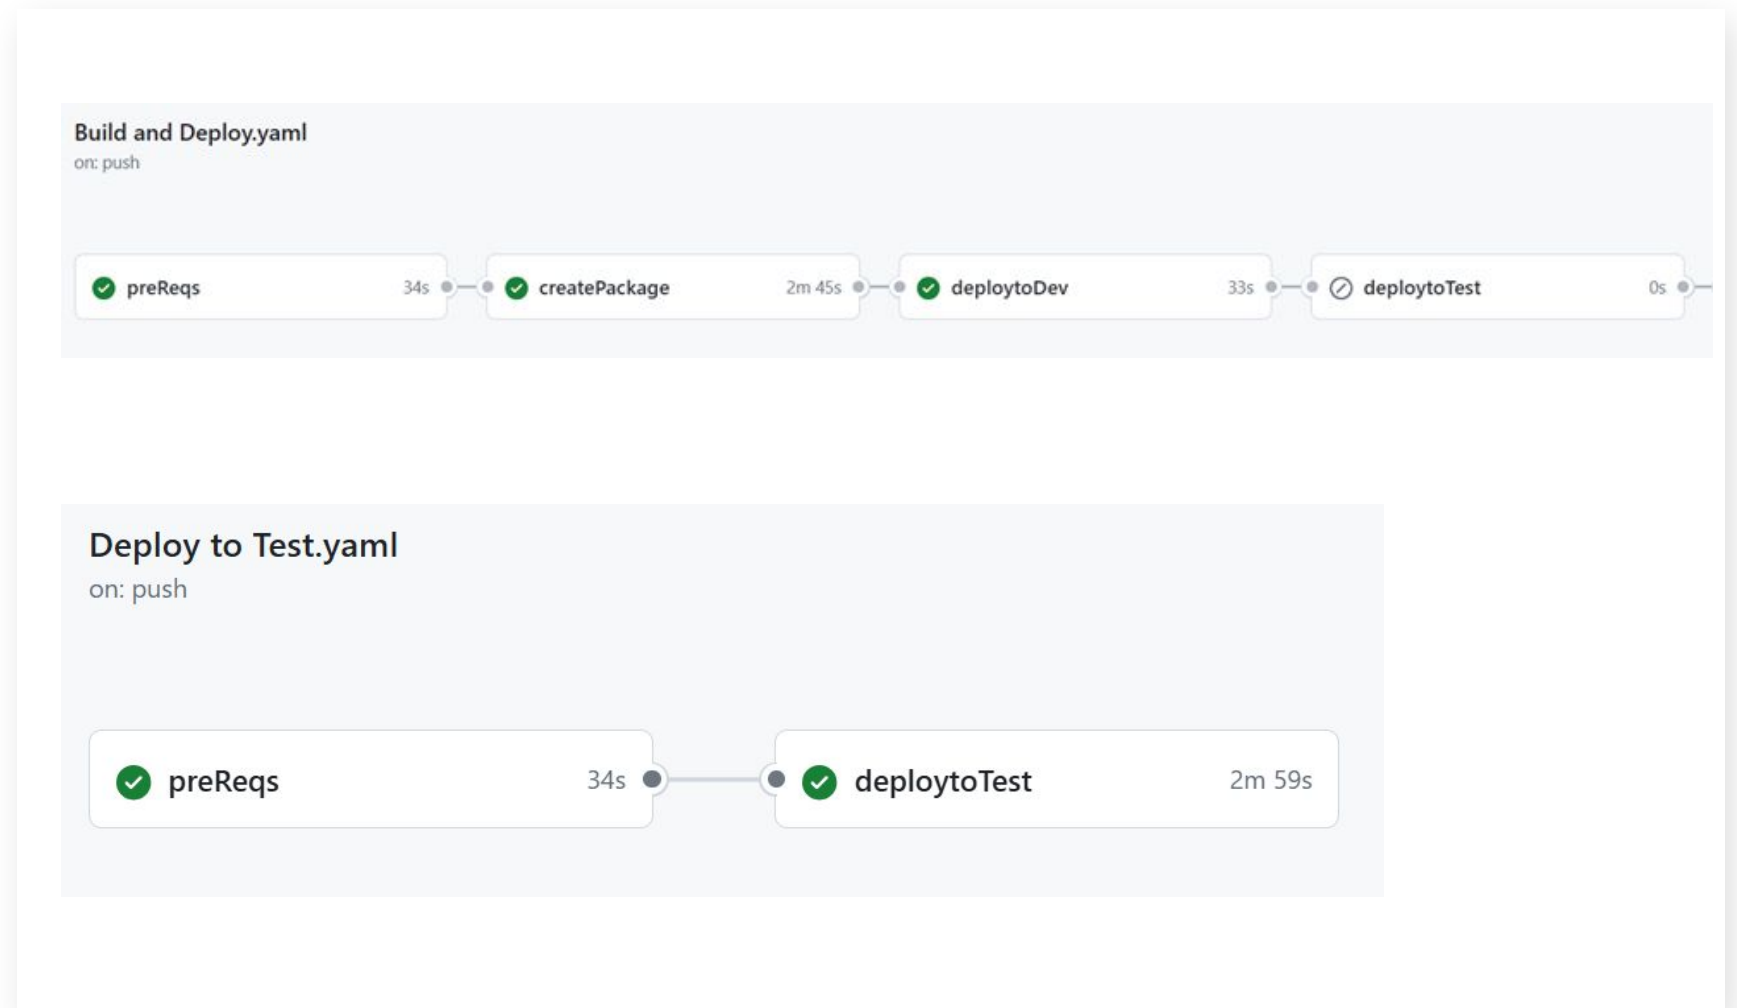 Build and Deploy.yaml
on: push
preReqs 34s createPackage 2m 45s deploytoDev 33s deploytoTest 0s
Deploy to Test.yaml
on: push
preReqs 34s deploytoTest 2m 59s